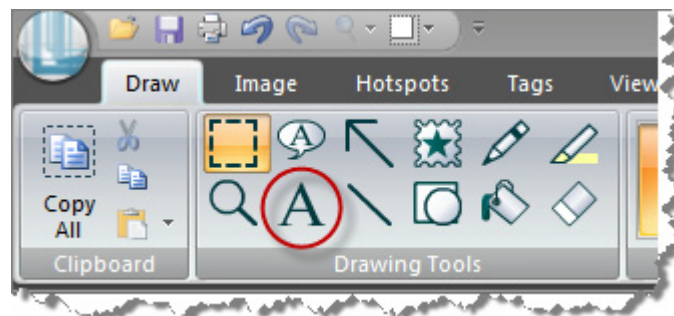 Draw Image Hotspots Tags View
A
Copy
All
A
Clipboard Drawing Tools